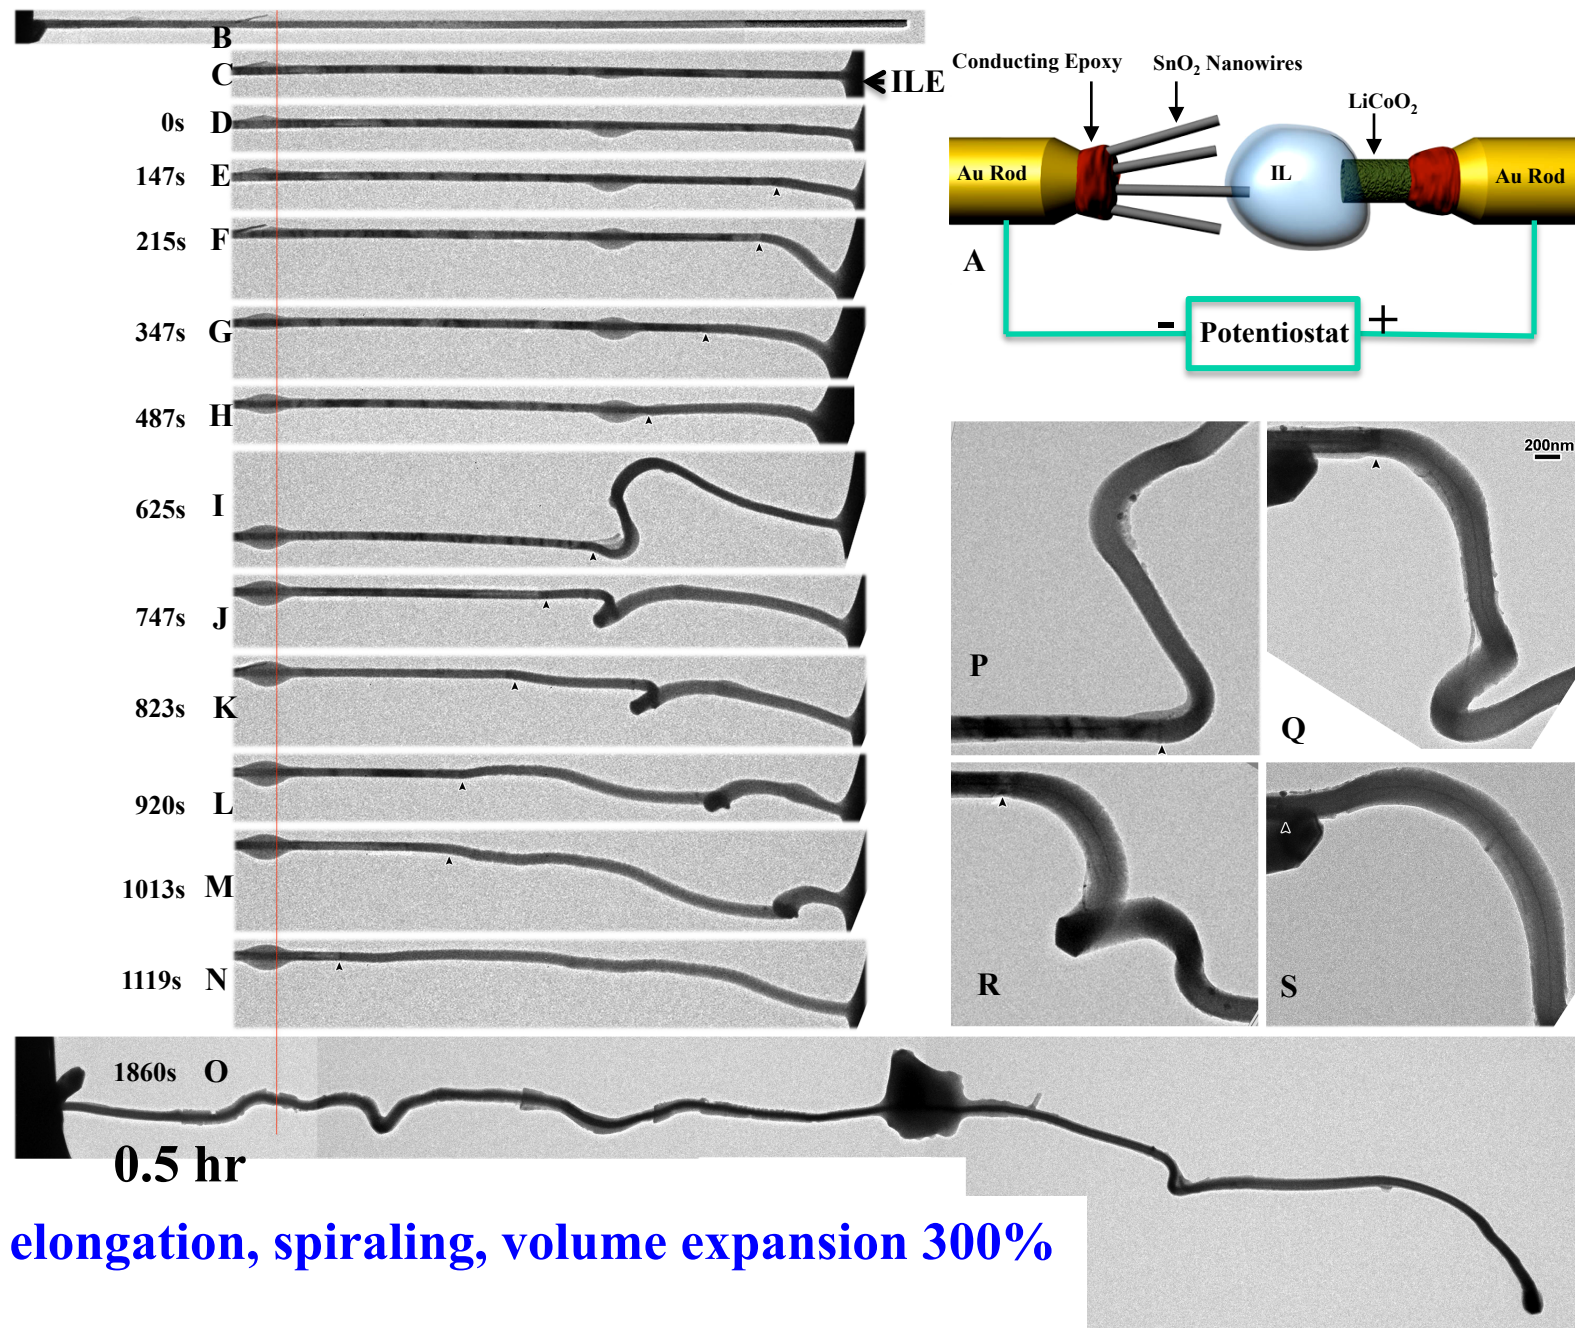 B
C
ILE
0s D
147s E
215s F
347s G
487s H
625s I
747s J
823s K
920s L
1013s M
1119s N
1860s O
0.5 hr
elongation, spiraling, volume expansion 300%
Conducting Epoxy
SnO₂ Nanowires
LiCoO₂
Au Rod
IL
Au Rod
A
- Potentiostat +
P
Q
200nm
R
S